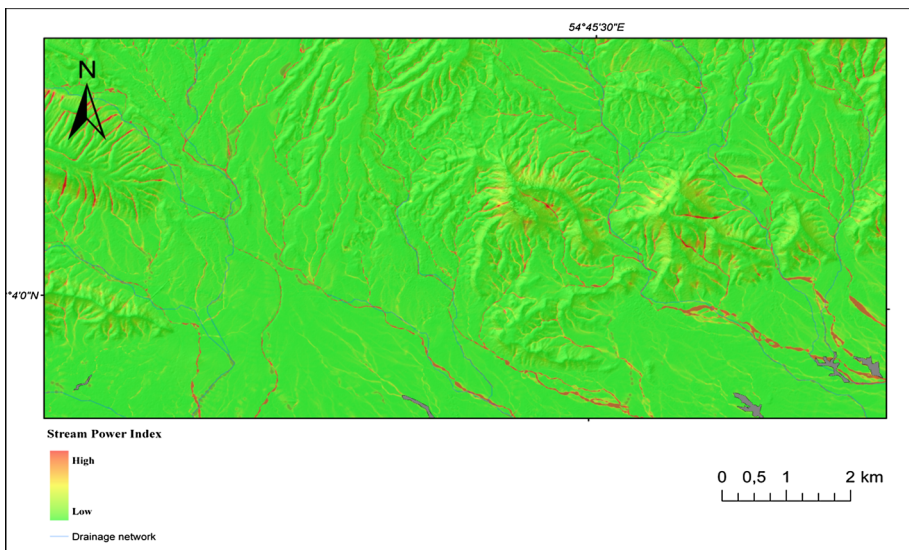 54°45'30"E
N
°4'0"N
Stream Power Index
High
Low
Drainage network
0 0,5 1 2 km